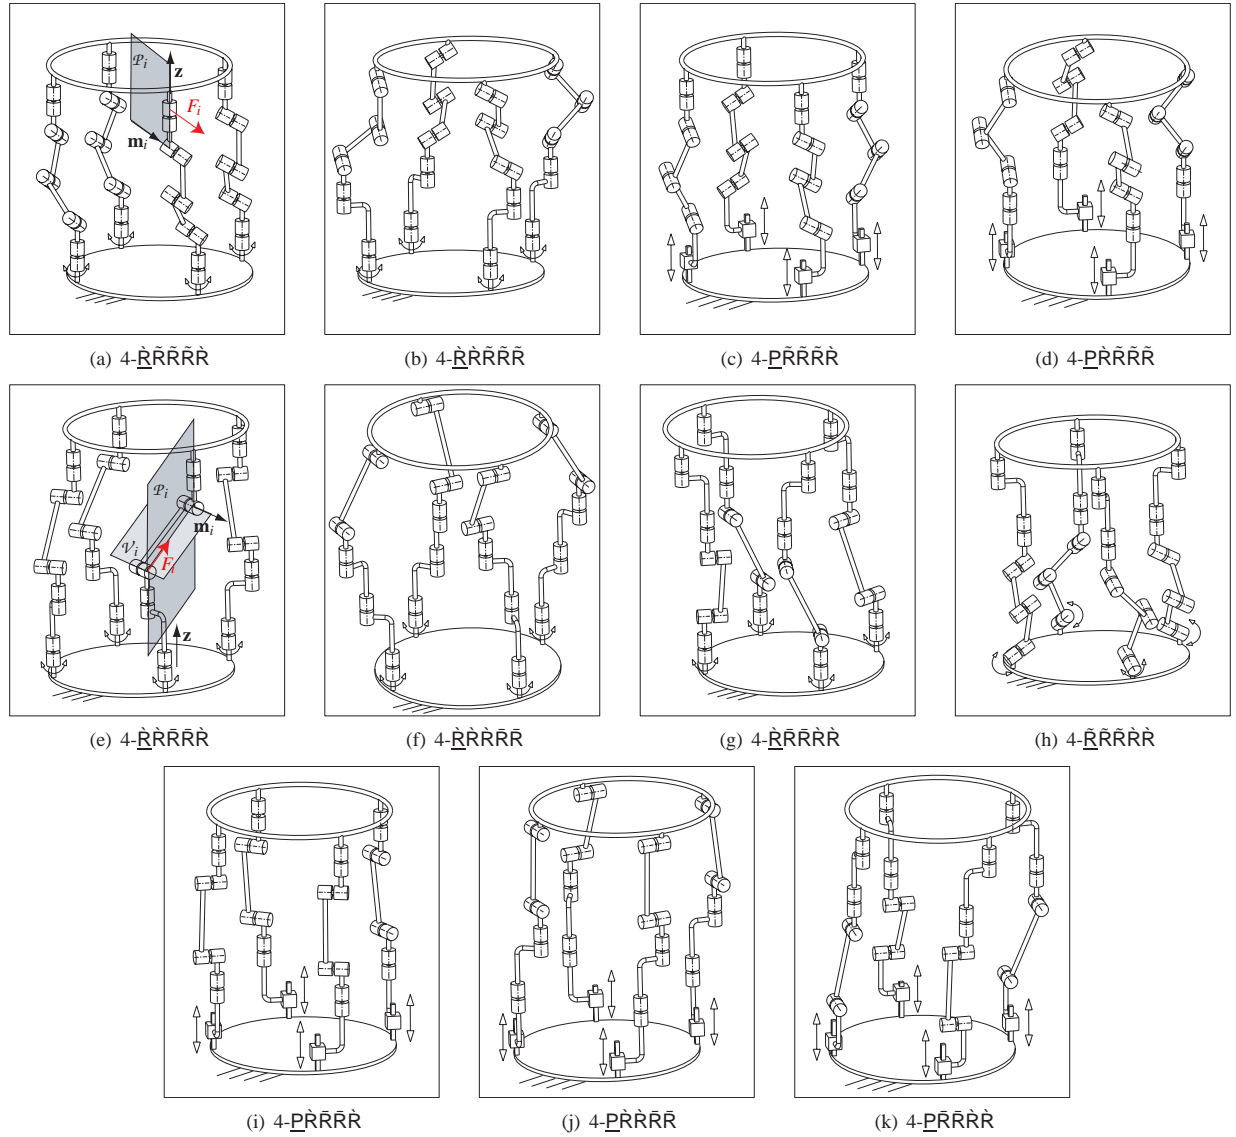 𝒫ᵢ
z
Fᵢ
mᵢ
(a) 4-R̲̀R̃R̃R̃R̀
(b) 4-R̲̀R̀R̃R̃R̃
(c) 4-P̲R̃R̃R̃R̀
(d) 4-P̲R̀R̃R̃R̃
𝒫ᵢ
mᵢ
𝒱ᵢ
Fᵢ
z
(e) 4-R̲̀R̀R̄R̄R̀
(f) 4-R̲̀R̀R̀R̄R̄
(g) 4-R̲̀R̄R̄R̀R̀
(h) 4-R̲̃R̃R̃R̀R̀
(i) 4-P̲R̀R̄R̄R̀
(j) 4-P̲R̀R̀R̄R̄
(k) 4-P̲R̄R̄R̀R̀